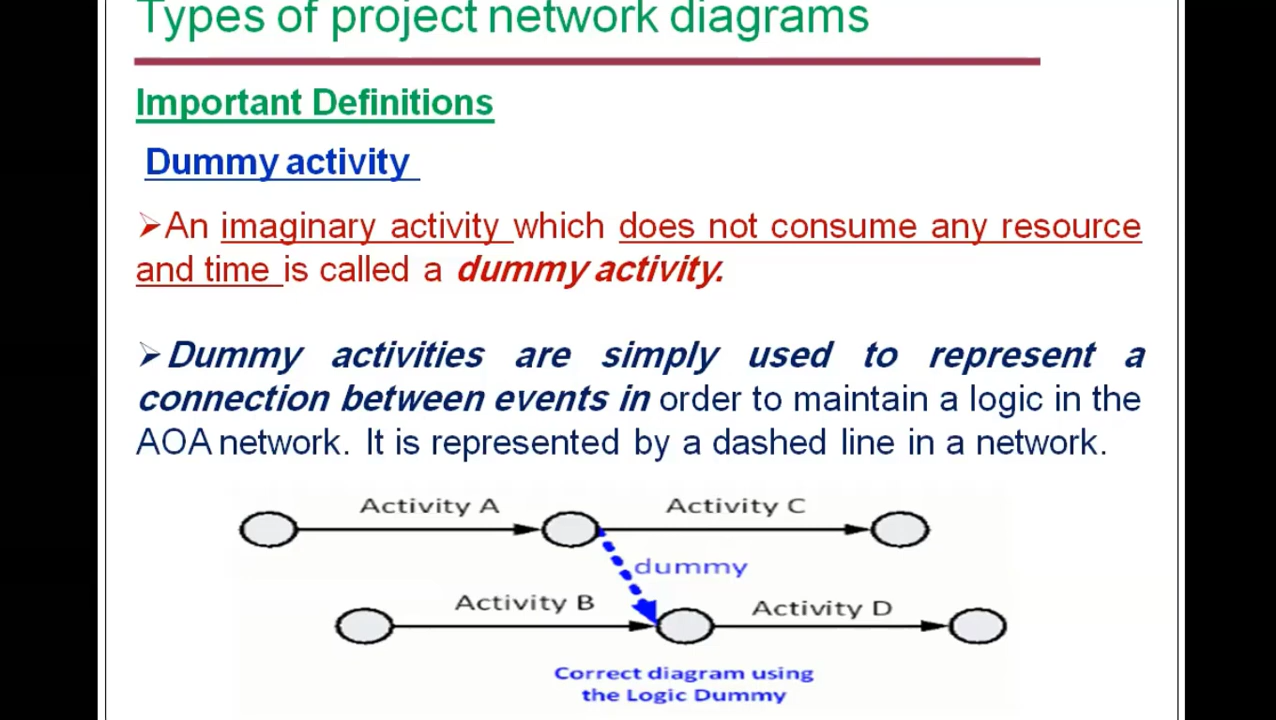 Types of project network diagrams
Important Definitions
Dummy activity
➢An imaginary activity which does not consume any resource
and time is called a dummy activity.
➢Dummy activities are simply used to represent a
connection between events in order to maintain a logic in the
AOA network. It is represented by a dashed line in a network.
Activity A
Activity C
dummy
Activity B
Activity D
Correct diagram using
the Logic Dummy